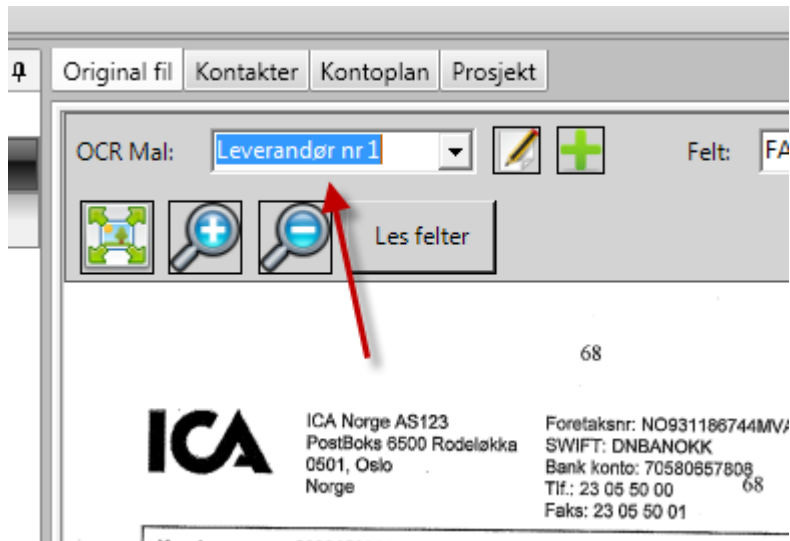 Original fil Kontakter Kontoplan Prosjekt
OCR Mal: Leverandør nr 1 Felt: FA
Les felter
68
ICA
ICA Norge AS123
PostBoks 6500 Rodeløkka
0501, Oslo
Norge
Foretaksnr: NO931186744MVA
SWIFT: DNBANOKK
Bank konto: 70580657808
Tlf.: 23 05 50 00
68
Faks: 23 05 50 01